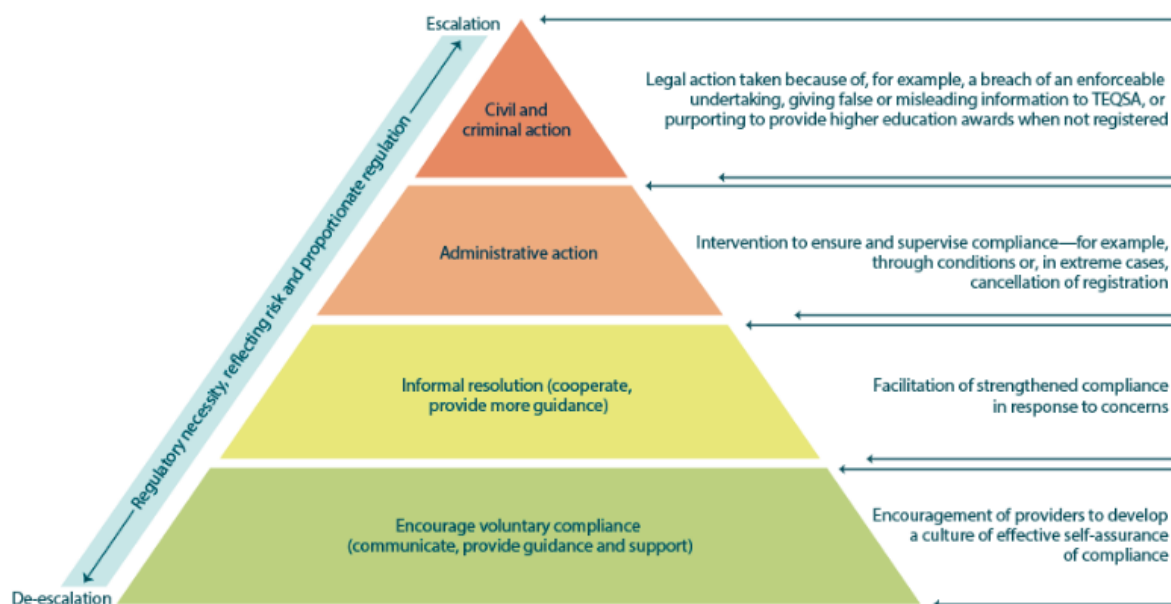 Escalation
Legal action taken because of, for example, a breach of an enforceable
undertaking, giving false or misleading information to TEQSA, or
purporting to provide higher education awards when not registered
Civil and
criminal action
Regulatory necessity, reflecting risk and proportionate regulation
Administrative action
Intervention to ensure and supervise compliance—for example,
through conditions or, in extreme cases,
cancellation of registration
Informal resolution (cooperate,
provide more guidance)
Facilitation of strengthened compliance
in response to concerns
Encourage voluntary compliance
(communicate, provide guidance and support)
Encouragement of providers to develop
a culture of effective self-assurance
of compliance
De-escalation